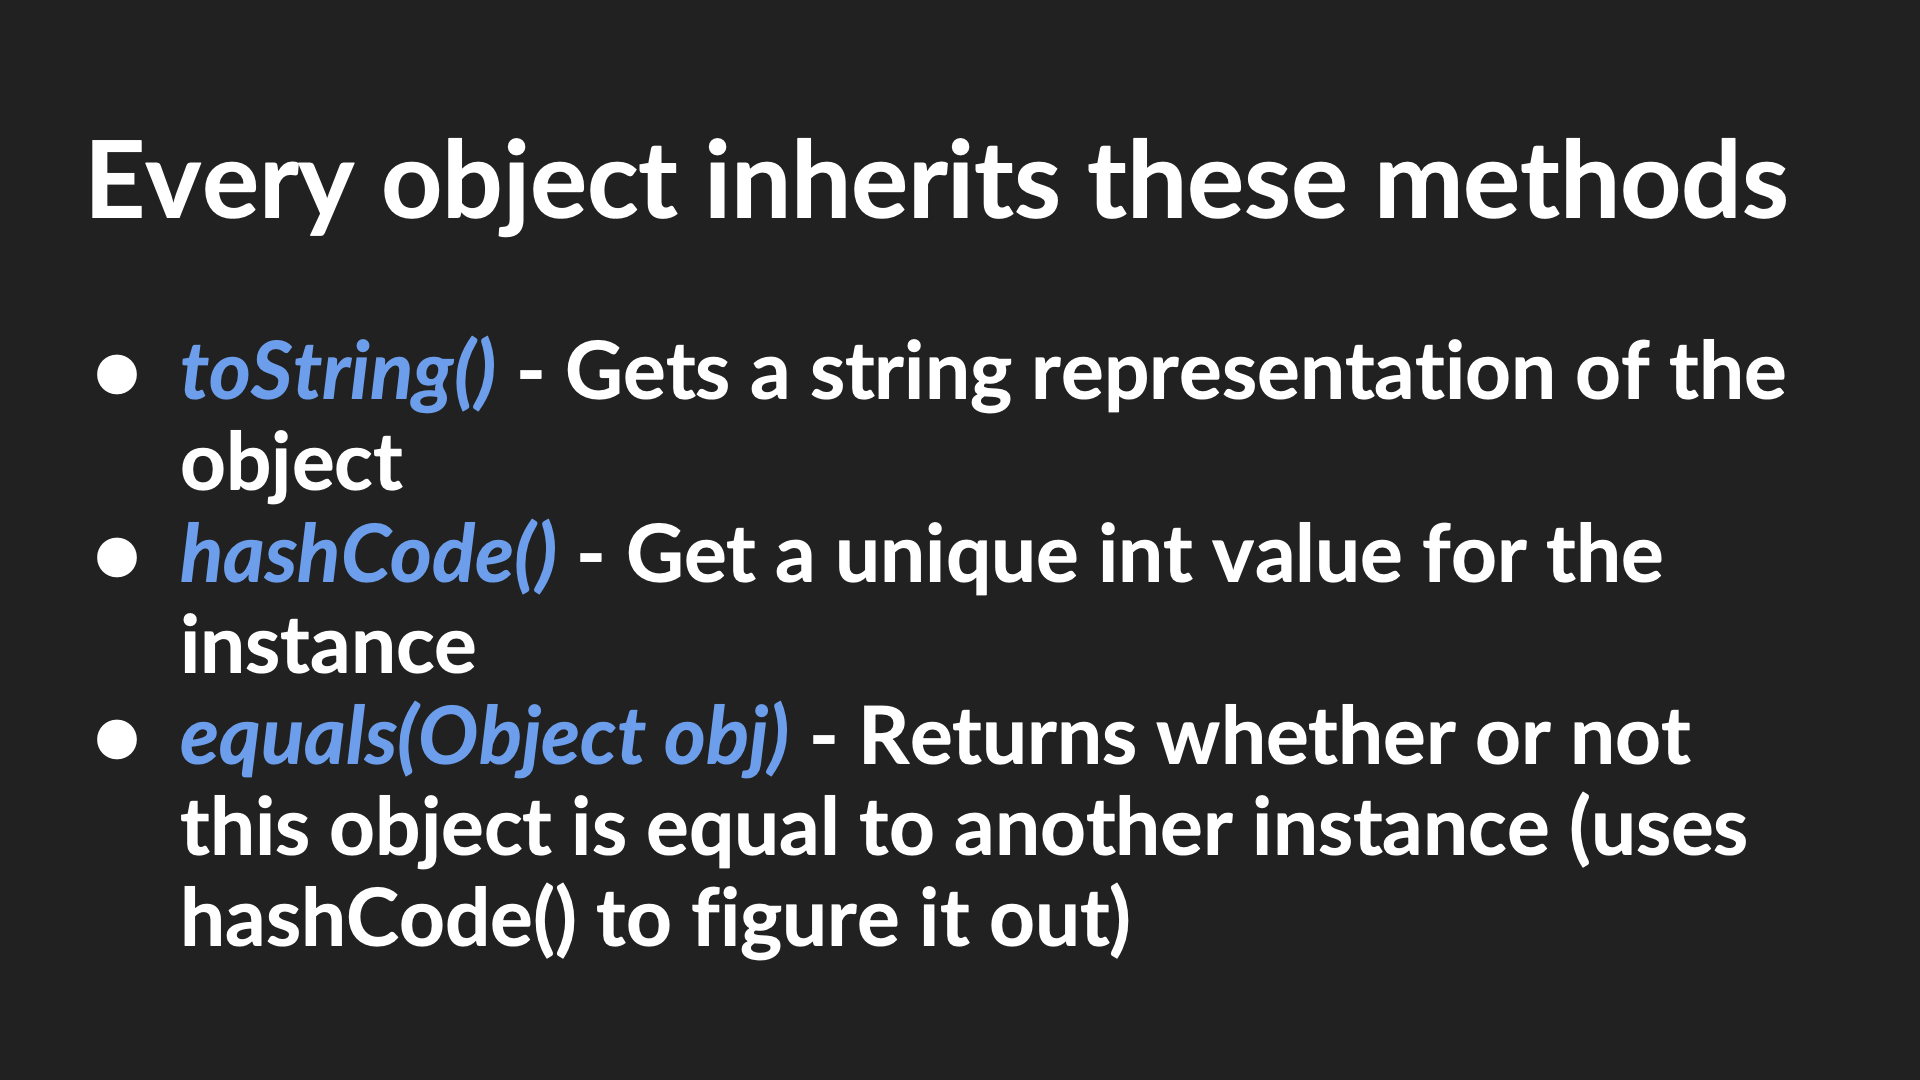 Every object inherits these methods
● toString() - Gets a string representation of the
object
● hashCode() - Get a unique int value for the
instance
● equals(Object obj) - Returns whether or not
this object is equal to another instance (uses
hashCode() to figure it out)